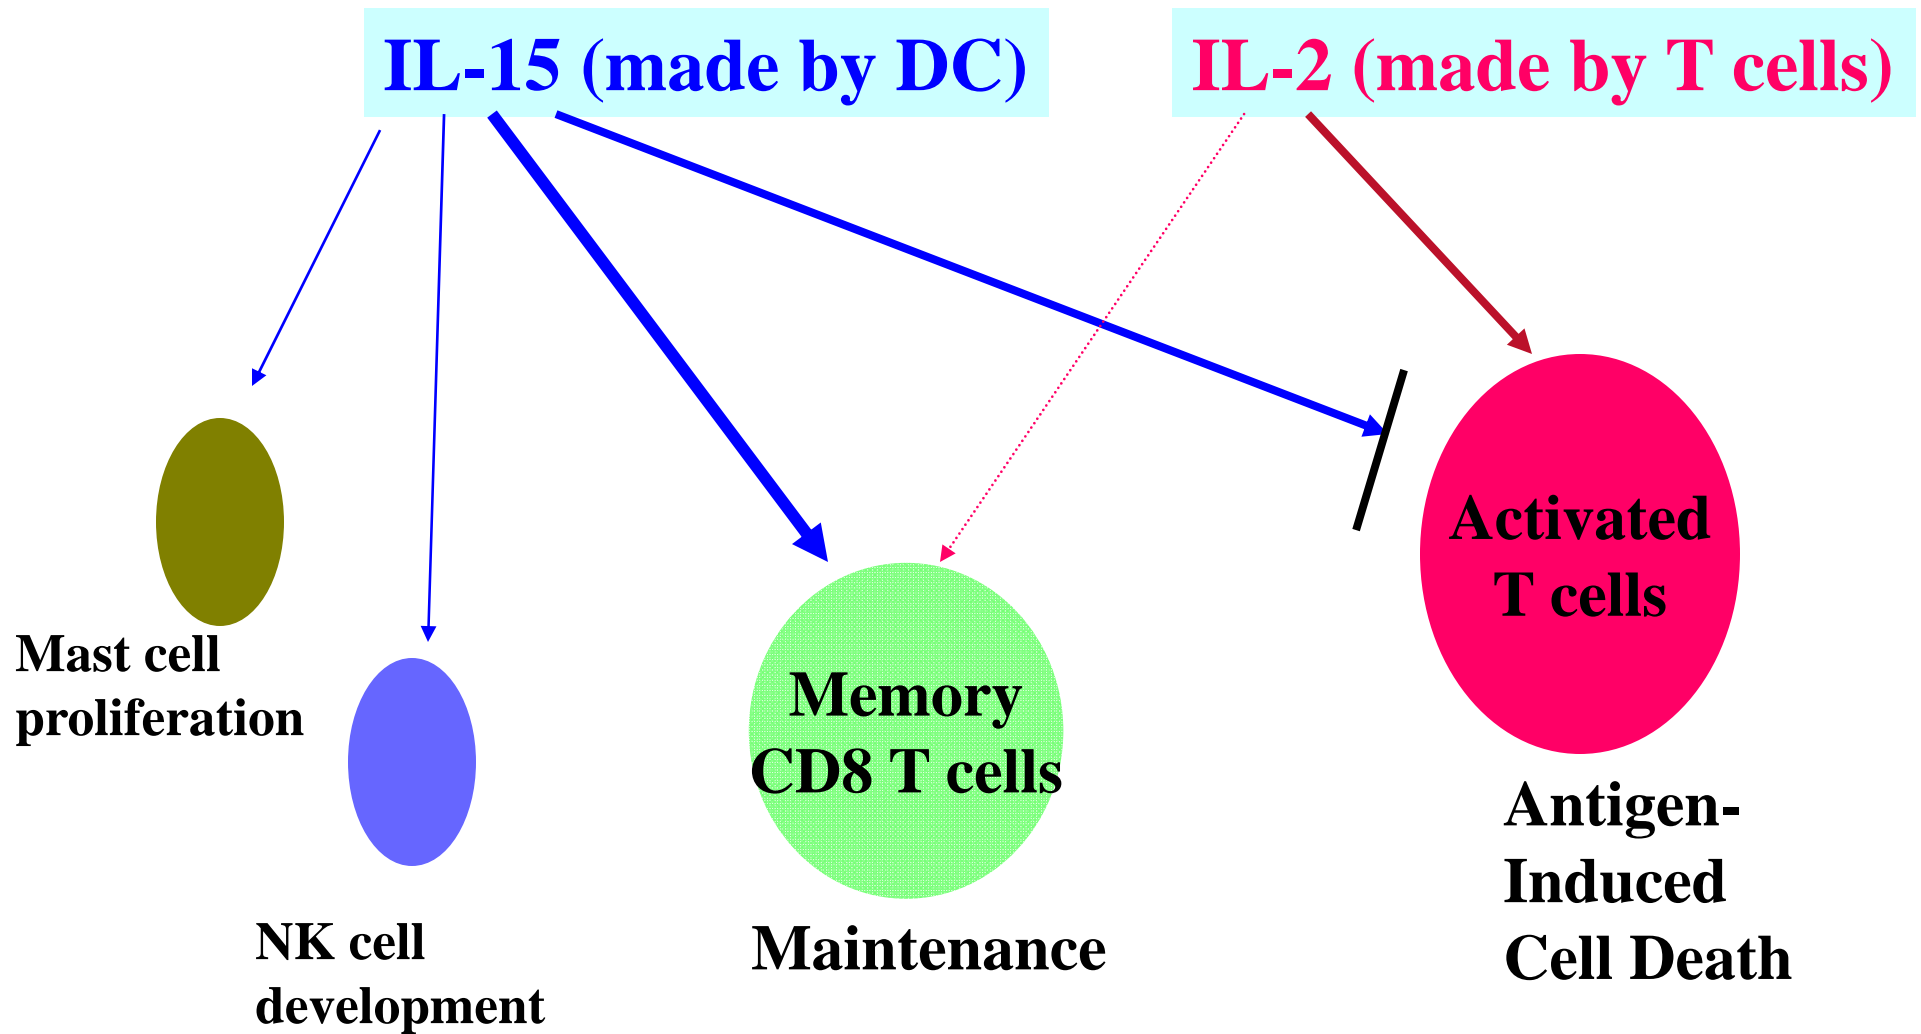 IL-15 (made by DC)
IL-2 (made by T cells)
Activated
T cells
Mast cell
proliferation
Memory
CD8 T cells
Antigen-
Induced
Cell Death
NK cell
development
Maintenance